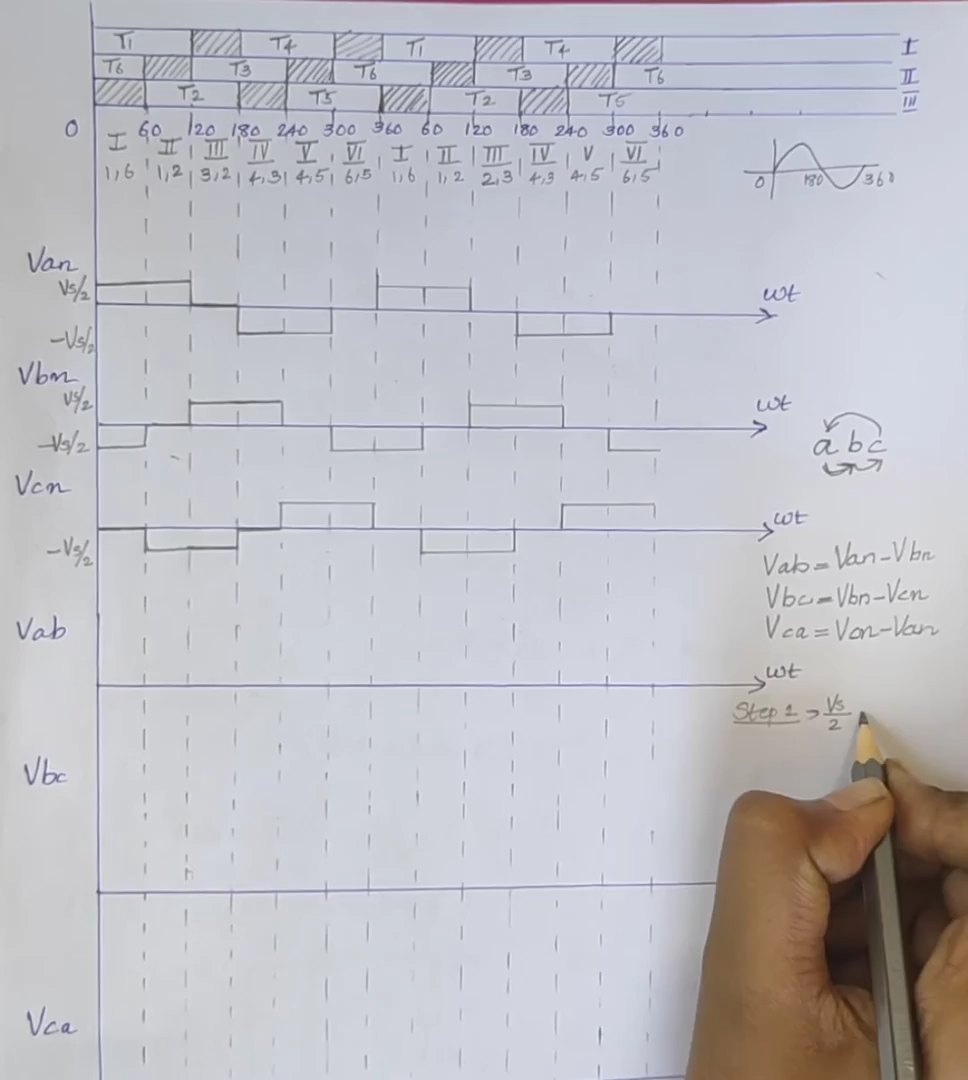 T1 T4 T1 T4 I
T6 T3 T6 T3 T6 II
T2 T5 T2 T5 III
0 60 120 180 240 300 360 60 120 180 240 300 360
I II III IV V VI I II III IV V VI
1,6 1,2 3,2 4,3 4,5 6,5 1,6 1,2 2,3 4,3 4,5 6,5
0 180 360
Van
Vs/2
wt
-Vs/2
Vbn
Vs/2
wt
-Vs/2
a b c
Vcn
wt
-Vs/2
Vab = Van - Vbn
Vbc = Vbn - Vcn
Vca = Vcn - Van
Vab
wt
Step 1 → Vs/2
Vbc
Vca